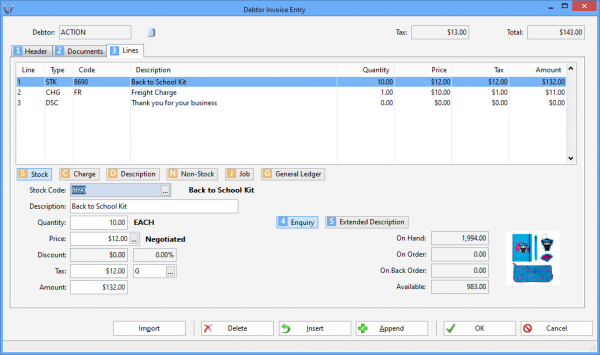 Debtor Invoice Entry
Debtor: ACTION Tax: $13.00 Total: $143.00
1 Header 2 Documents 3 Lines
Line Type Code Description Quantity Price Tax Amount
1 STK 8690 Back to School Kit 10.00 $12.00 $12.00 $132.00
2 CHG FR Freight Charge 1.00 $10.00 $1.00 $11.00
3 DSC Thank you for your business 0.00 $0.00 $0.00 $0.00
S Stock C Charge D Description N Non-Stock J Job G General Ledger
Stock Code: 8690 ... Back to School Kit
Description: Back to School Kit
Quantity: 10.00 EACH 4 Enquiry 5 Extended Description
Price: $12.00 ... Negotiated On Hand: 1,994.00
Discount: $0.00 0.00% On Order: 0.00
Tax: $12.00 G ... On Back Order: 0.00
Amount: $132.00 Available: 983.00
Import Delete Insert Append OK Cancel